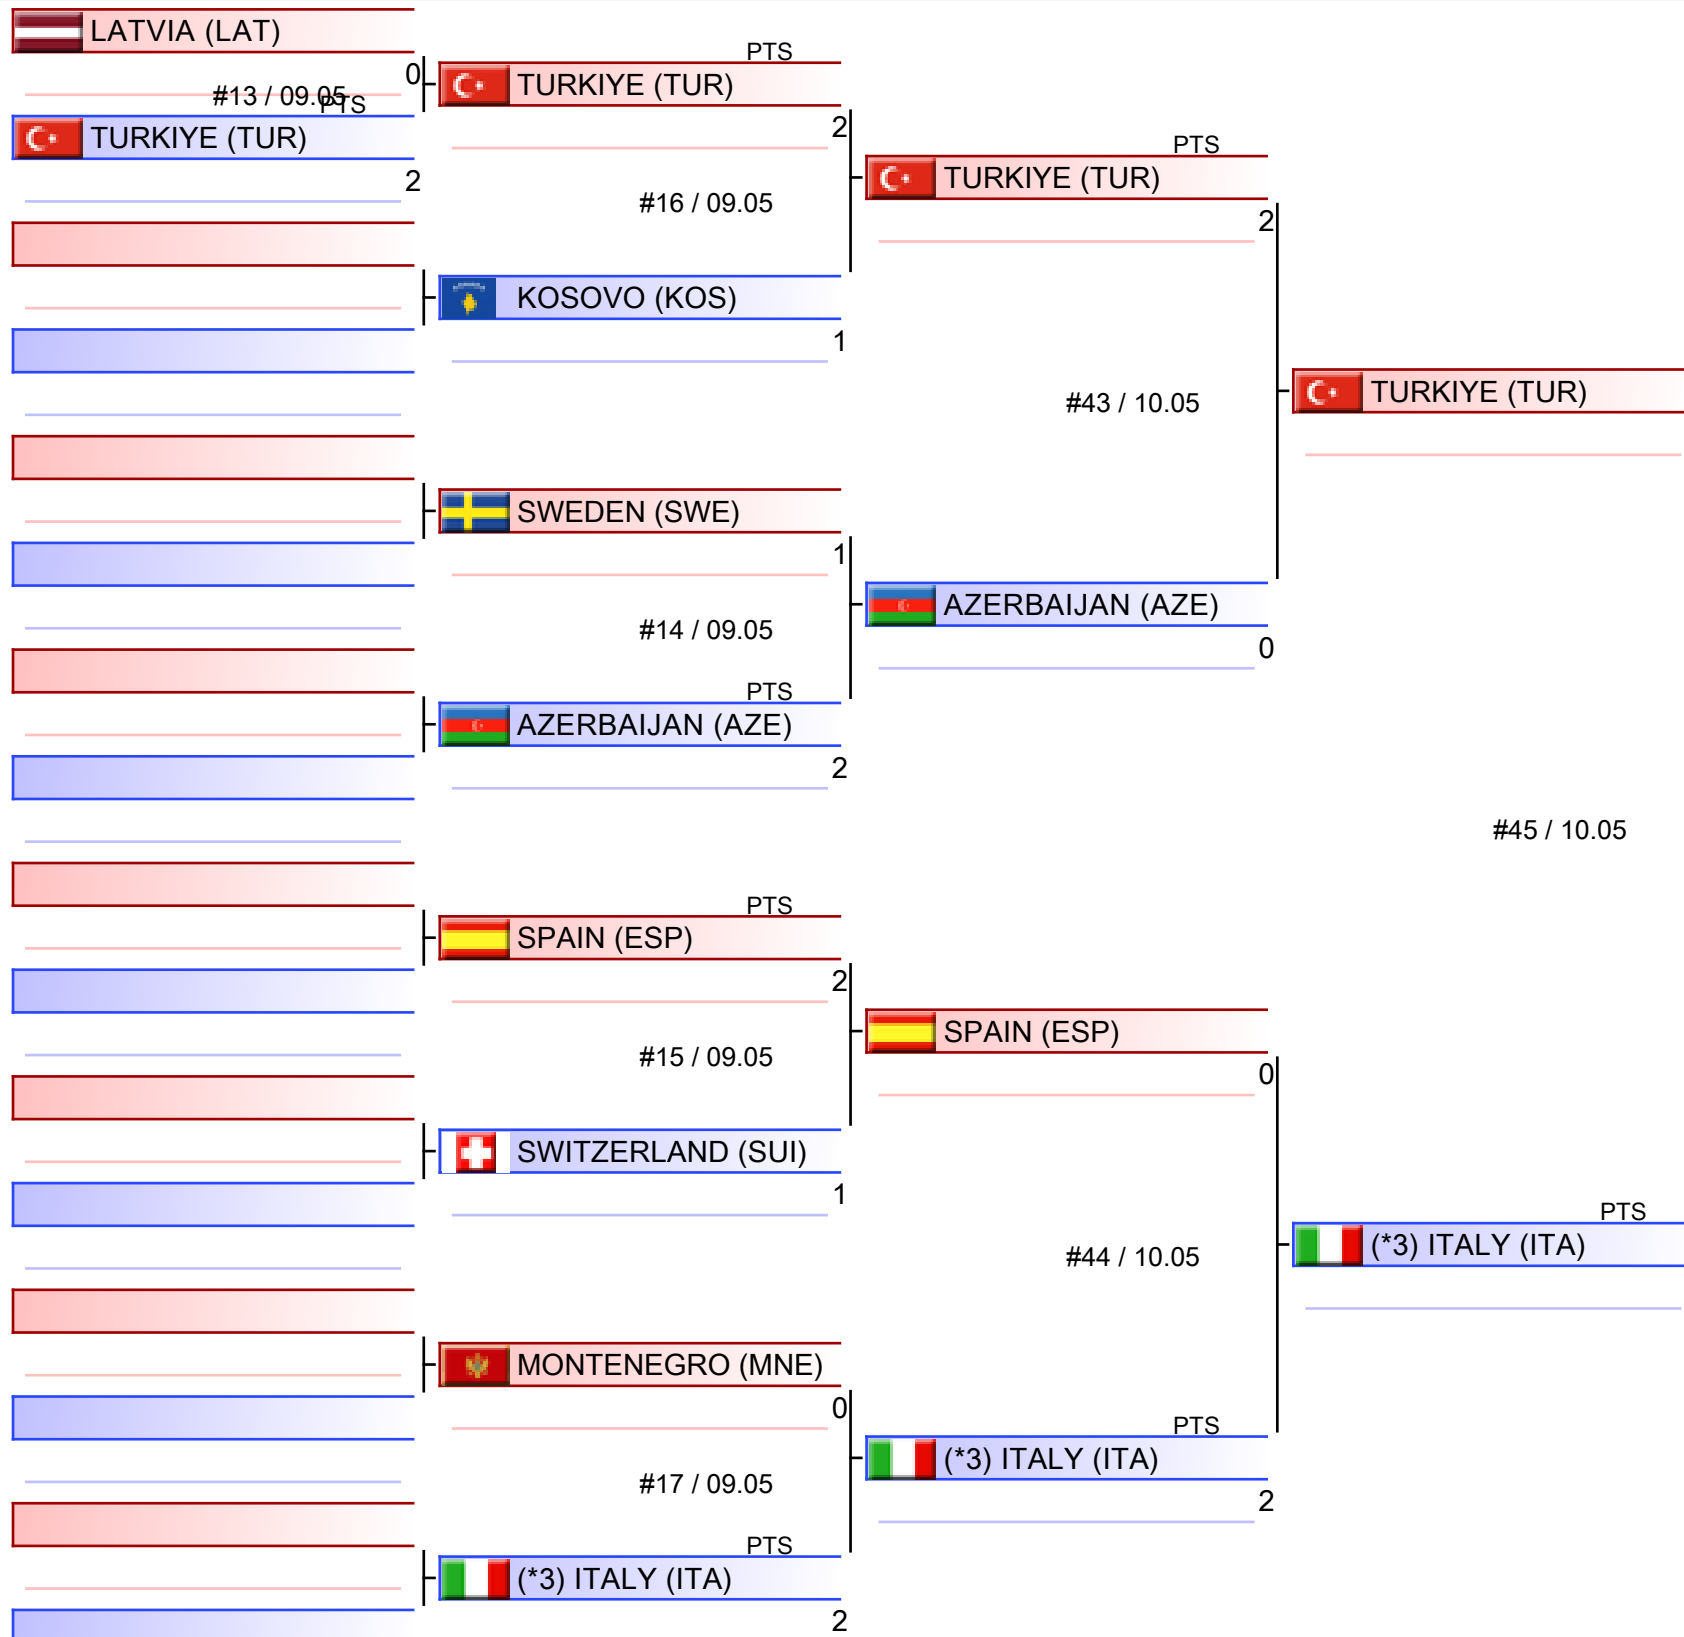 LATVIA (LAT)
0
#13 / 09.05
PTS
TURKIYE (TUR)
2
PTS
TURKIYE (TUR)
2
#16 / 09.05
KOSOVO (KOS)
1
SWEDEN (SWE)
1
#14 / 09.05
PTS
AZERBAIJAN (AZE)
2
PTS
SPAIN (ESP)
2
#15 / 09.05
SWITZERLAND (SUI)
1
MONTENEGRO (MNE)
0
#17 / 09.05
PTS
(*3) ITALY (ITA)
2
PTS
TURKIYE (TUR)
2
#43 / 10.05
AZERBAIJAN (AZE)
0
SPAIN (ESP)
0
#44 / 10.05
PTS
(*3) ITALY (ITA)
2
TURKIYE (TUR)
#45 / 10.05
PTS
(*3) ITALY (ITA)